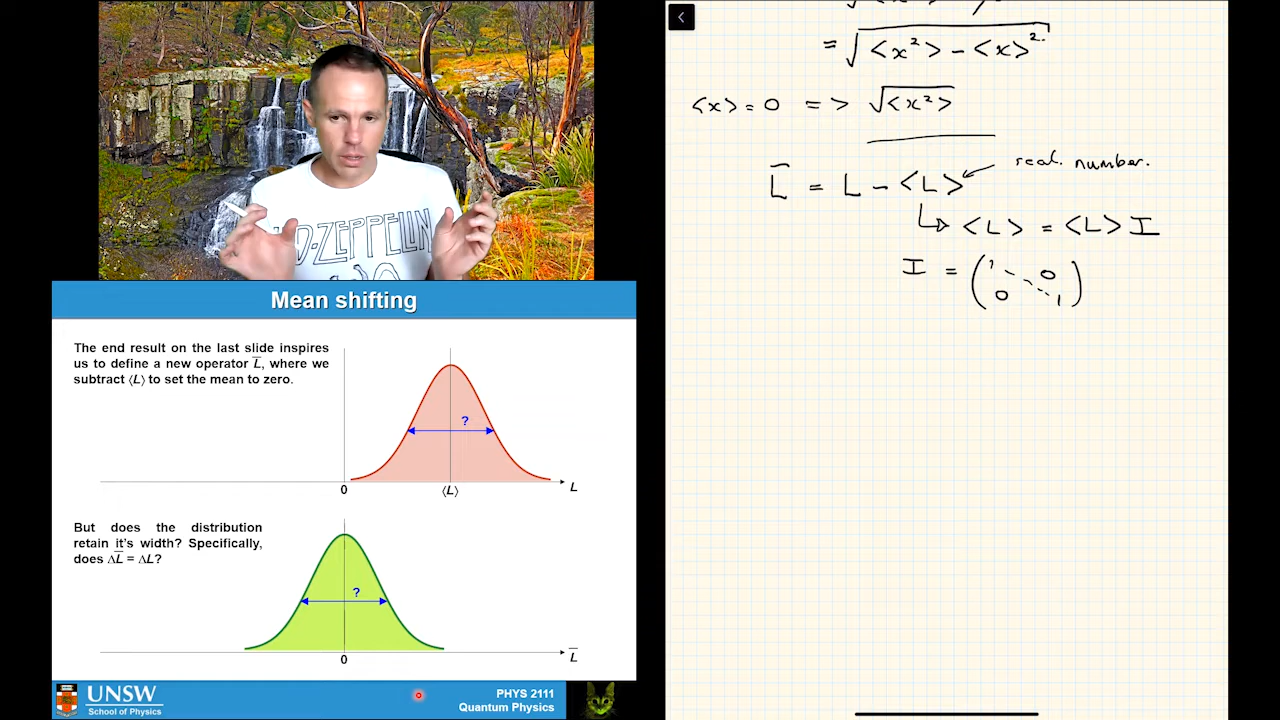 LED-ZEPPELIN
Mean shifting
The end result on the last slide inspires
us to define a new operator L̅, where we
subtract ⟨L⟩ to set the mean to zero.
?
0
⟨L⟩
L
But does the distribution
retain it's width? Specifically,
does ΔL̅ = ΔL?
?
0
L̅
UNSW
School of Physics
PHYS 2111
Quantum Physics
= √<x²> - <x>²
<x> = 0 => √<x²>
real number.
L̅ = L - <L>
<L> = <L> I
I = (1 0
0 1)